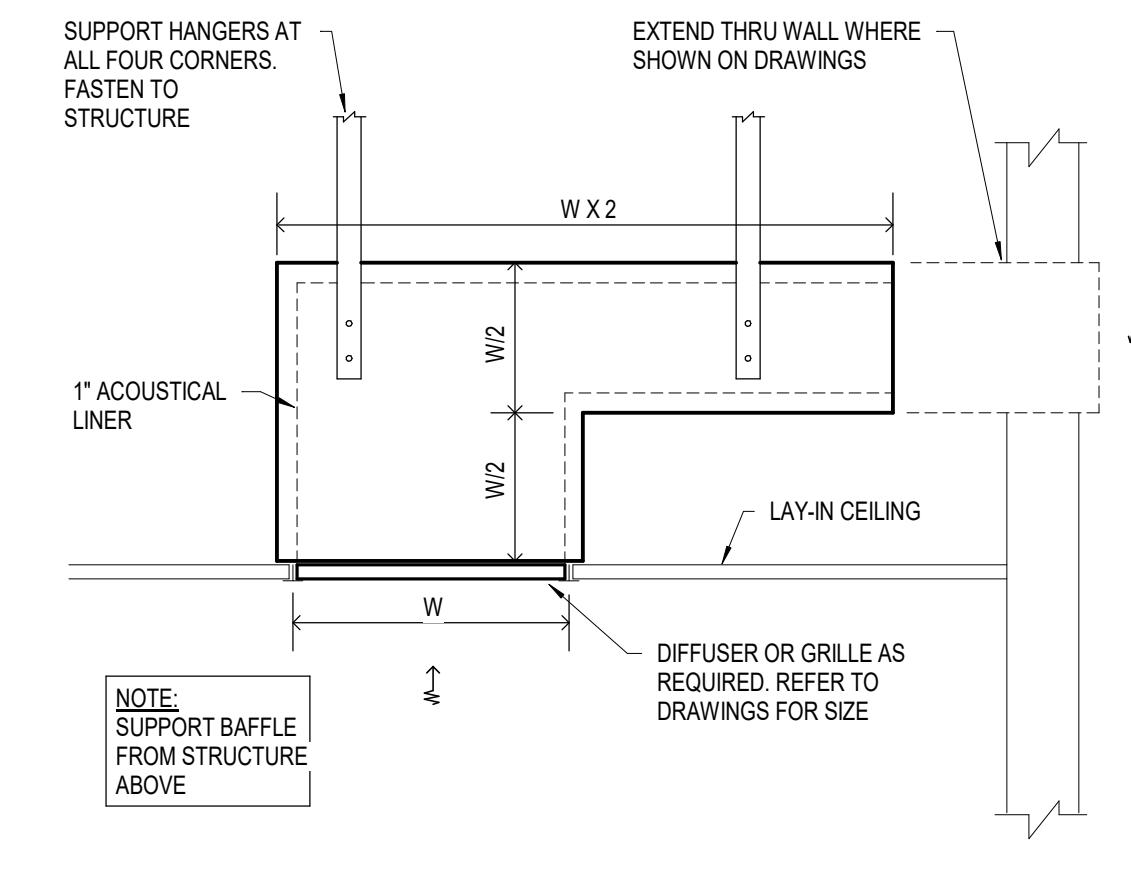 SUPPORT HANGERS AT
ALL FOUR CORNERS.
FASTEN TO
STRUCTURE
EXTEND THRU WALL WHERE
SHOWN ON DRAWINGS
W X 2
W/2
1" ACOUSTICAL
LINER
W/2
LAY-IN CEILING
W
DIFFUSER OR GRILLE AS
REQUIRED. REFER TO
DRAWINGS FOR SIZE
NOTE:
SUPPORT BAFFLE
FROM STRUCTURE
ABOVE